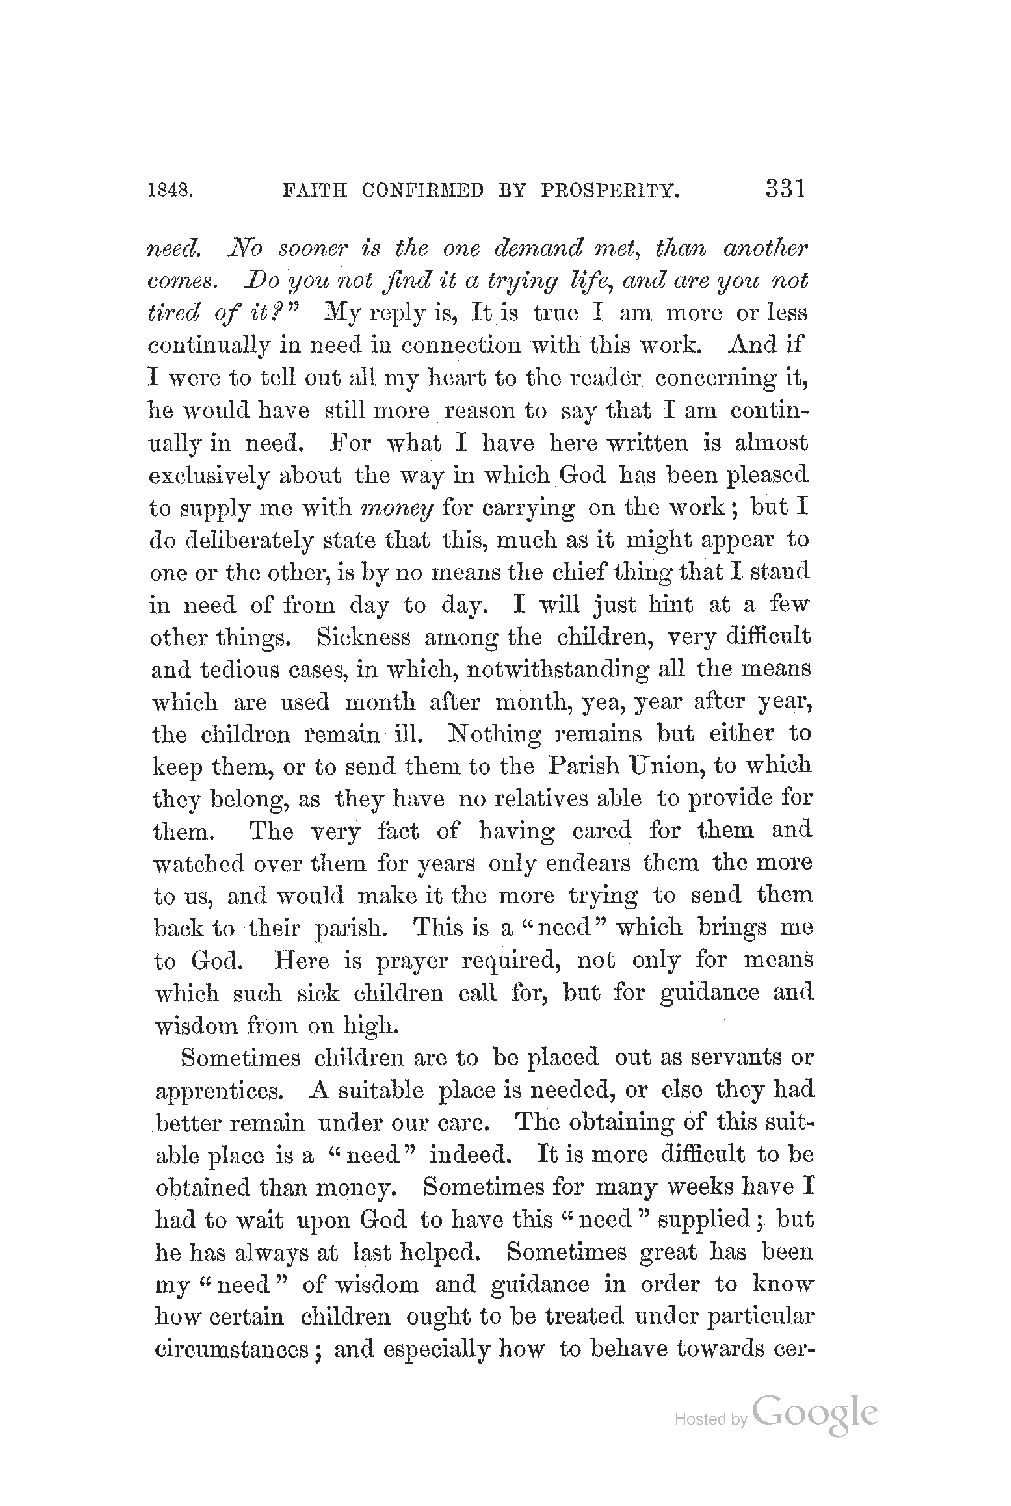 1848. FAITH CONFIRMED BY PROSPERITY. 331
need. No sooner is the one demand met, than another
comes. Do you not find it a trying life, and are you not
tired of it?" My reply is, It is true I am more or less
continually in need in connection with this work. And if
I were to tell out all my heart to the reader concerning it,
he would have still more reason to say that I am contin-
ually in need. For what I have here written is almost
exclusively about the way in which God has been pleased
to supply me with money for carrying on the work; but I
do deliberately state that this, much as it might appear to
one or the other, is by no means the chief thing that I stand
in need of from day to day. I will just hint at a few
other things. Sickness among the children, very difficult
and tedious cases, in which, notwithstanding all the means
which are used month after month, yea, year after year,
the children remain ill. Nothing remains but either to
keep them, or to send them to the Parish Union, to which
they belong, as they have no relatives able to provide for
them. The very fact of having cared for them and
watched over them for years only endears them the more
to us, and would make it the more trying to send them
back to their parish. This is a "need" which brings me
to God. Here is prayer required, not only for means
which such sick children call for, but for guidance and
wisdom from on high.
Sometimes children are to be placed out as servants or
apprentices. A suitable place is needed, or else they had
better remain under our care. The obtaining of this suit-
able place is a "need" indeed. It is more difficult to be
obtained than money. Sometimes for many weeks have I
had to wait upon God to have this "need" supplied; but
he has always at last helped. Sometimes great has been
my "need" of wisdom and guidance in order to know
how certain children ought to be treated under particular
circumstances; and especially how to behave towards cer-
Hosted by Google